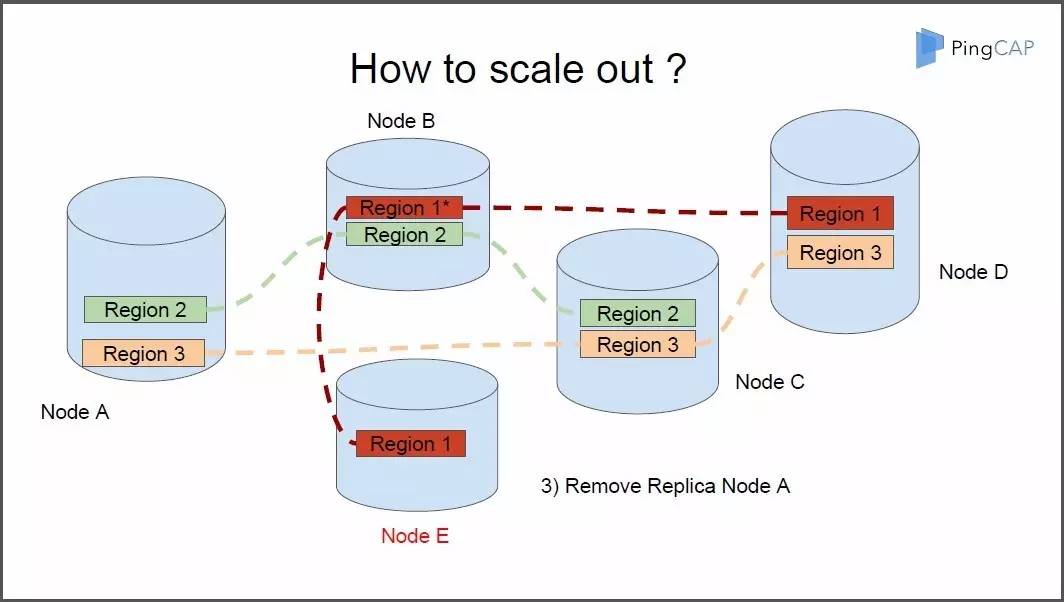 PingCAP
How to scale out ?
Node B
Region 1*
Region 2
Region 1
Region 3
Node D
Region 2
Region 3
Node A
Region 2
Region 3
Node C
Region 1
3) Remove Replica Node A
Node E